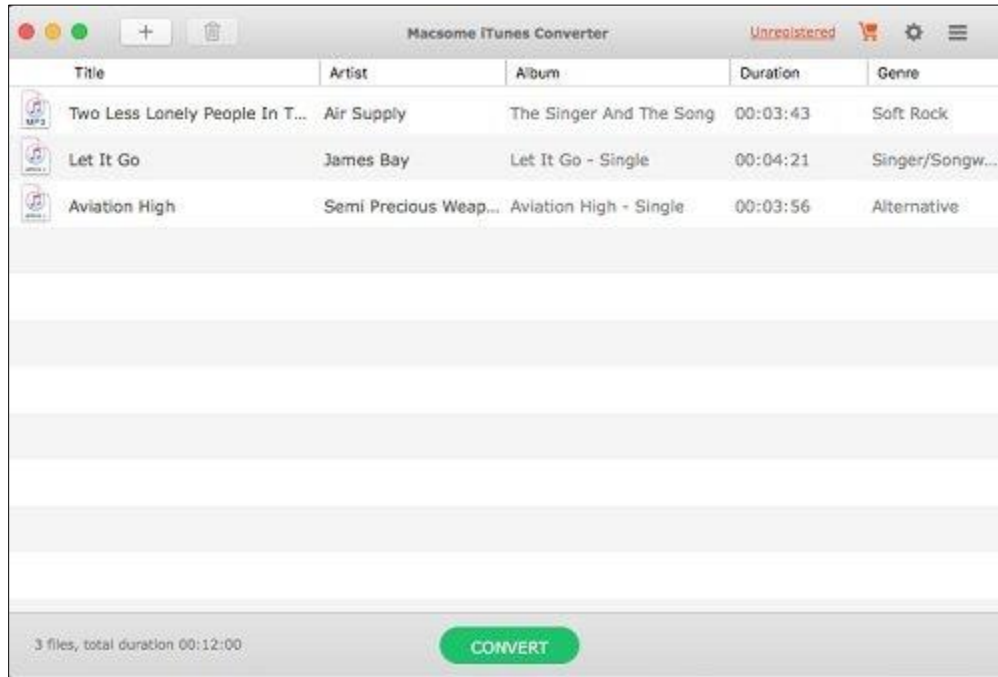 Macsome iTunes Converter Unregistered
Title Artist Album Duration Genre
MP3 Two Less Lonely People In T... Air Supply The Singer And The Song 00:03:43 Soft Rock
Let It Go James Bay Let It Go - Single 00:04:21 Singer/Songw...
Aviation High Semi Precious Weap... Aviation High - Single 00:03:56 Alternative
3 files, total duration 00:12:00 CONVERT